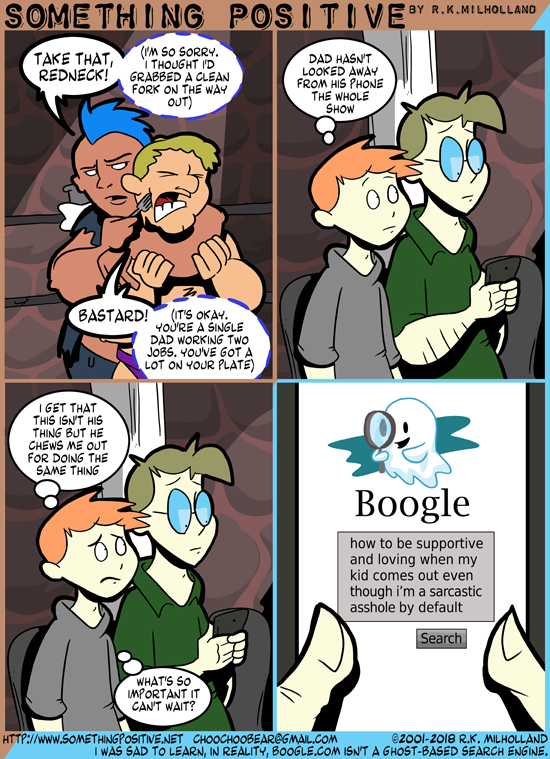 SOMETHING POSITIVE BY R.K.MILHOLLAND
TAKE THAT,
REDNECK!
(I'M SO SORRY.
I THOUGHT I'D
GRABBED A CLEAN
FORK ON THE WAY
OUT)
BASTARD!
(IT'S OKAY.
YOU'RE A SINGLE
DAD WORKING TWO
JOBS. YOU'VE GOT A
LOT ON YOUR PLATE)
DAD HASN'T
LOOKED AWAY
FROM HIS PHONE
THE WHOLE
SHOW
I GET THAT
THIS ISN'T HIS
THING BUT HE
CHEWS ME OUT
FOR DOING THE
SAME THING
WHAT'S SO
IMPORTANT IT
CAN'T WAIT?
Boogle
how to be supportive
and loving when my
kid comes out even
though i'm a sarcastic
asshole by default
Search
HTTP://WWW.SOMETHINGPOSITIVE.NET CHOOCHOOBEAR@GMAIL.COM ©2001-2018 R.K. MILHOLLAND
I WAS SAD TO LEARN, IN REALITY, BOOGLE.COM ISN'T A GHOST-BASED SEARCH ENGINE.